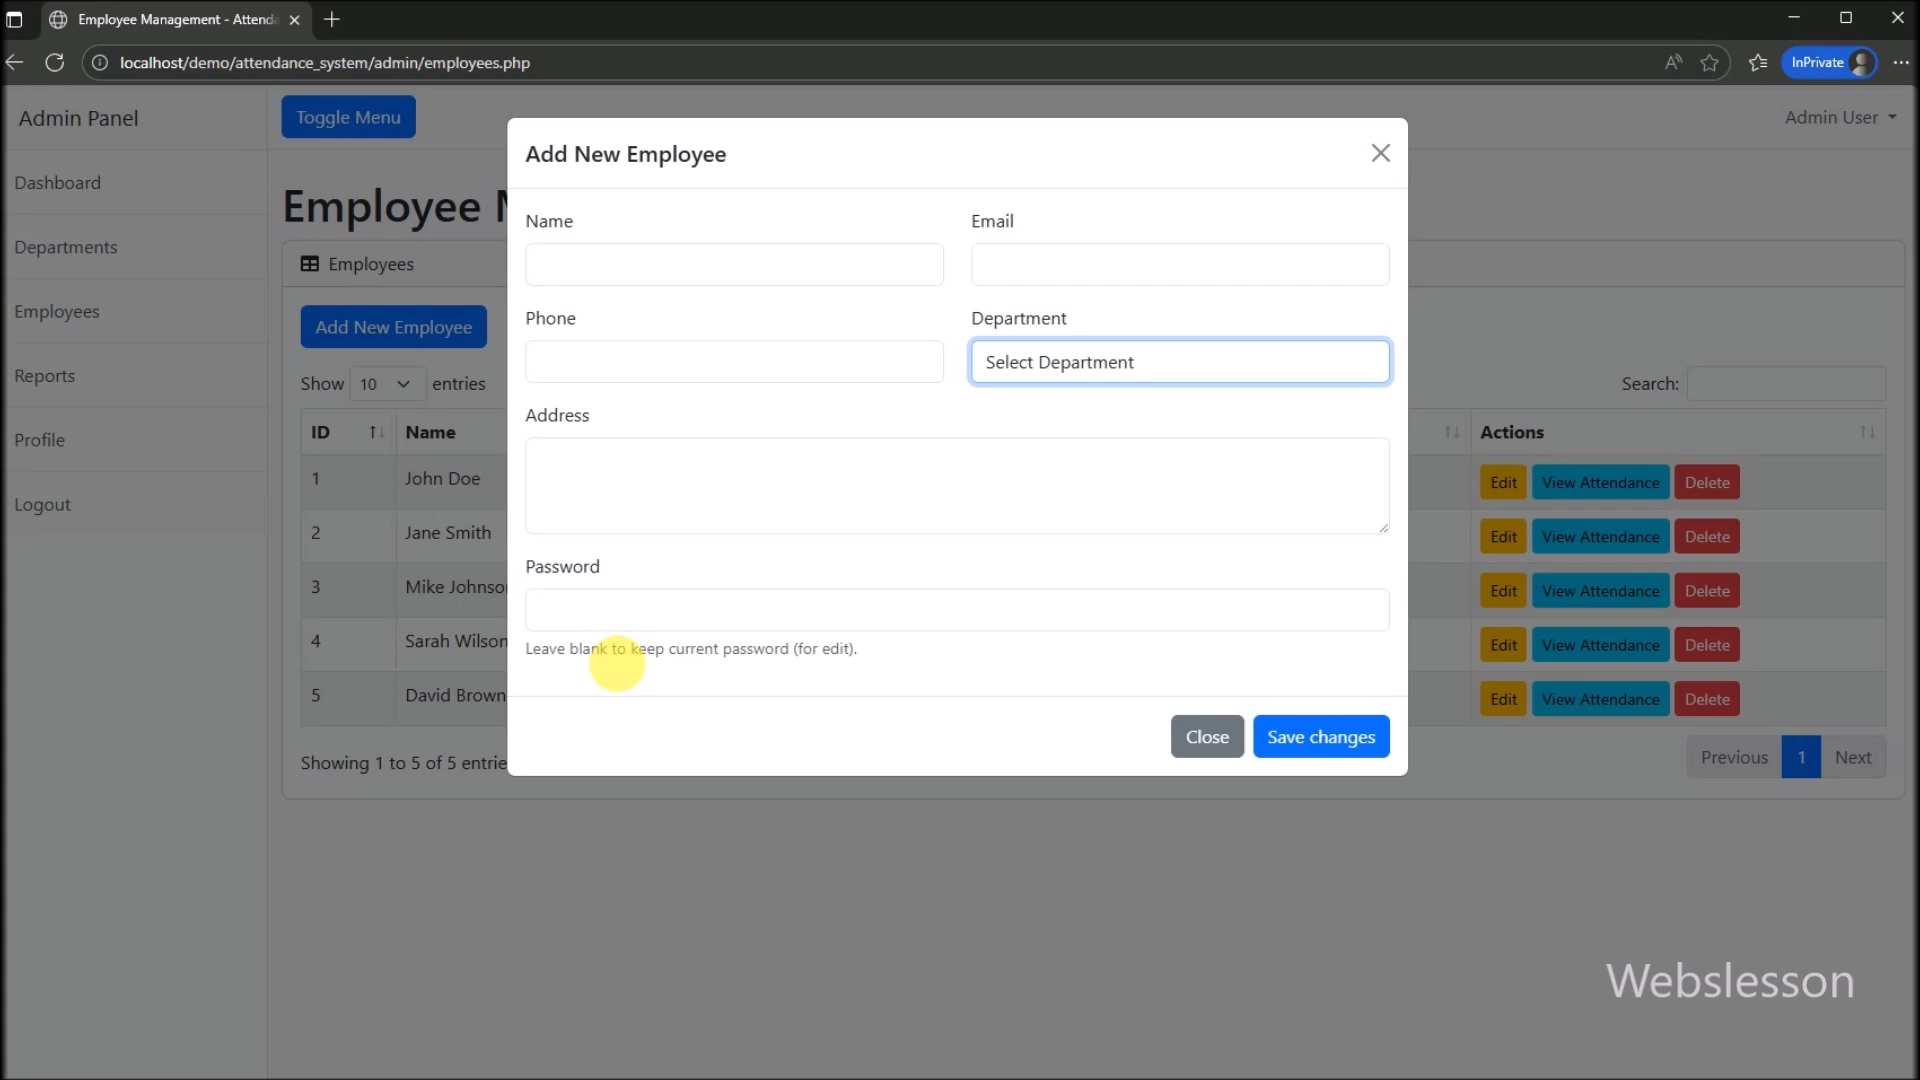 Employee Management - Attenda
localhost/demo/attendance_system/admin/employees.php
InPrivate
Admin Panel
Toggle Menu
Admin User
Dashboard
Departments
Employees
Reports
Profile
Logout
Employee
Employees
Add New Employee
Show 10 entries
Search:
ID Name Actions
1 John Doe Edit View Attendance Delete
2 Jane Smith Edit View Attendance Delete
3 Mike Johnso Edit View Attendance Delete
4 Sarah Wilson Edit View Attendance Delete
5 David Brown Edit View Attendance Delete
Showing 1 to 5 of 5 entrie
Previous 1 Next
Add New Employee
Name
Email
Phone
Department
Select Department
Address
Password
Leave blank to keep current password (for edit).
Close
Save changes
Webslesson